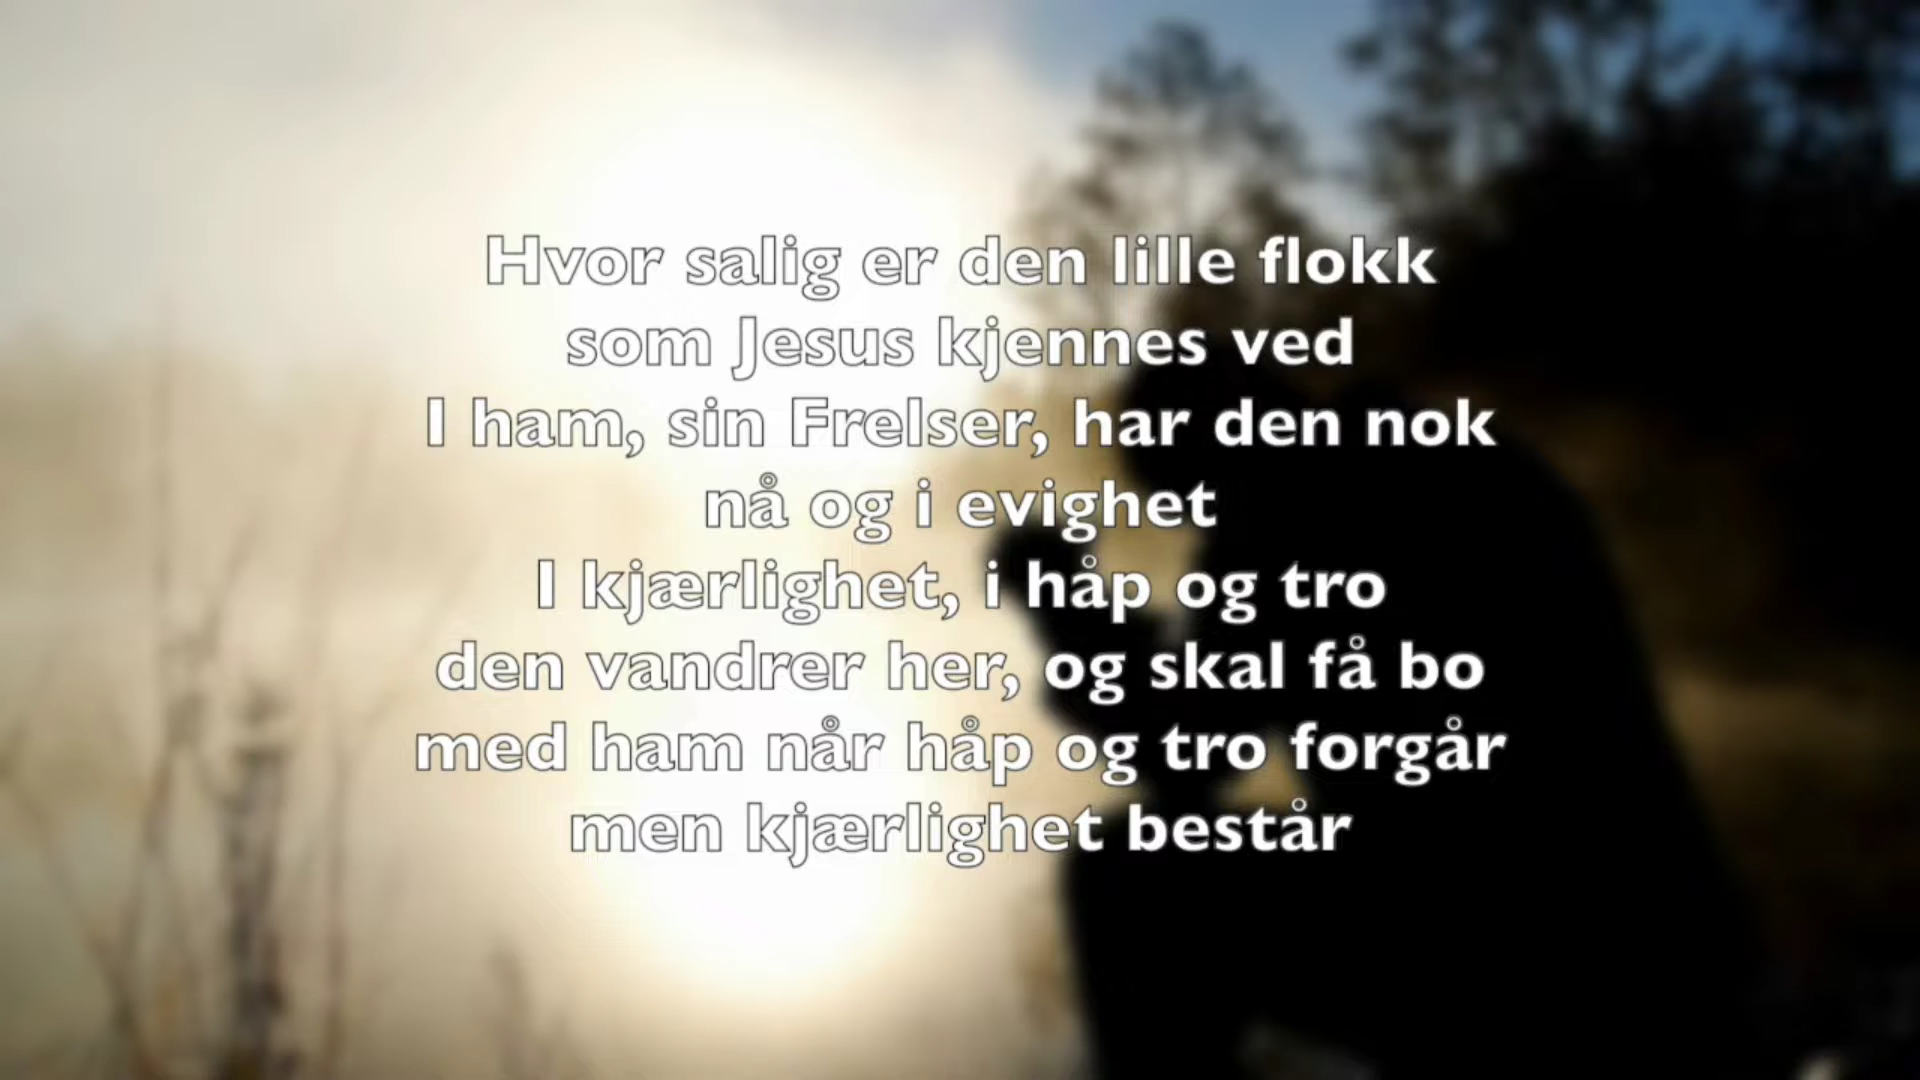 Hvor salig er den lille flokk
som Jesus kjennes ved
I ham, sin Frelser, har den nok
nå og i evighet
I kjærlighet, i håp og tro
den vandrer her, og skal få bo
med ham når håp og tro forgår
men kjærlighet består